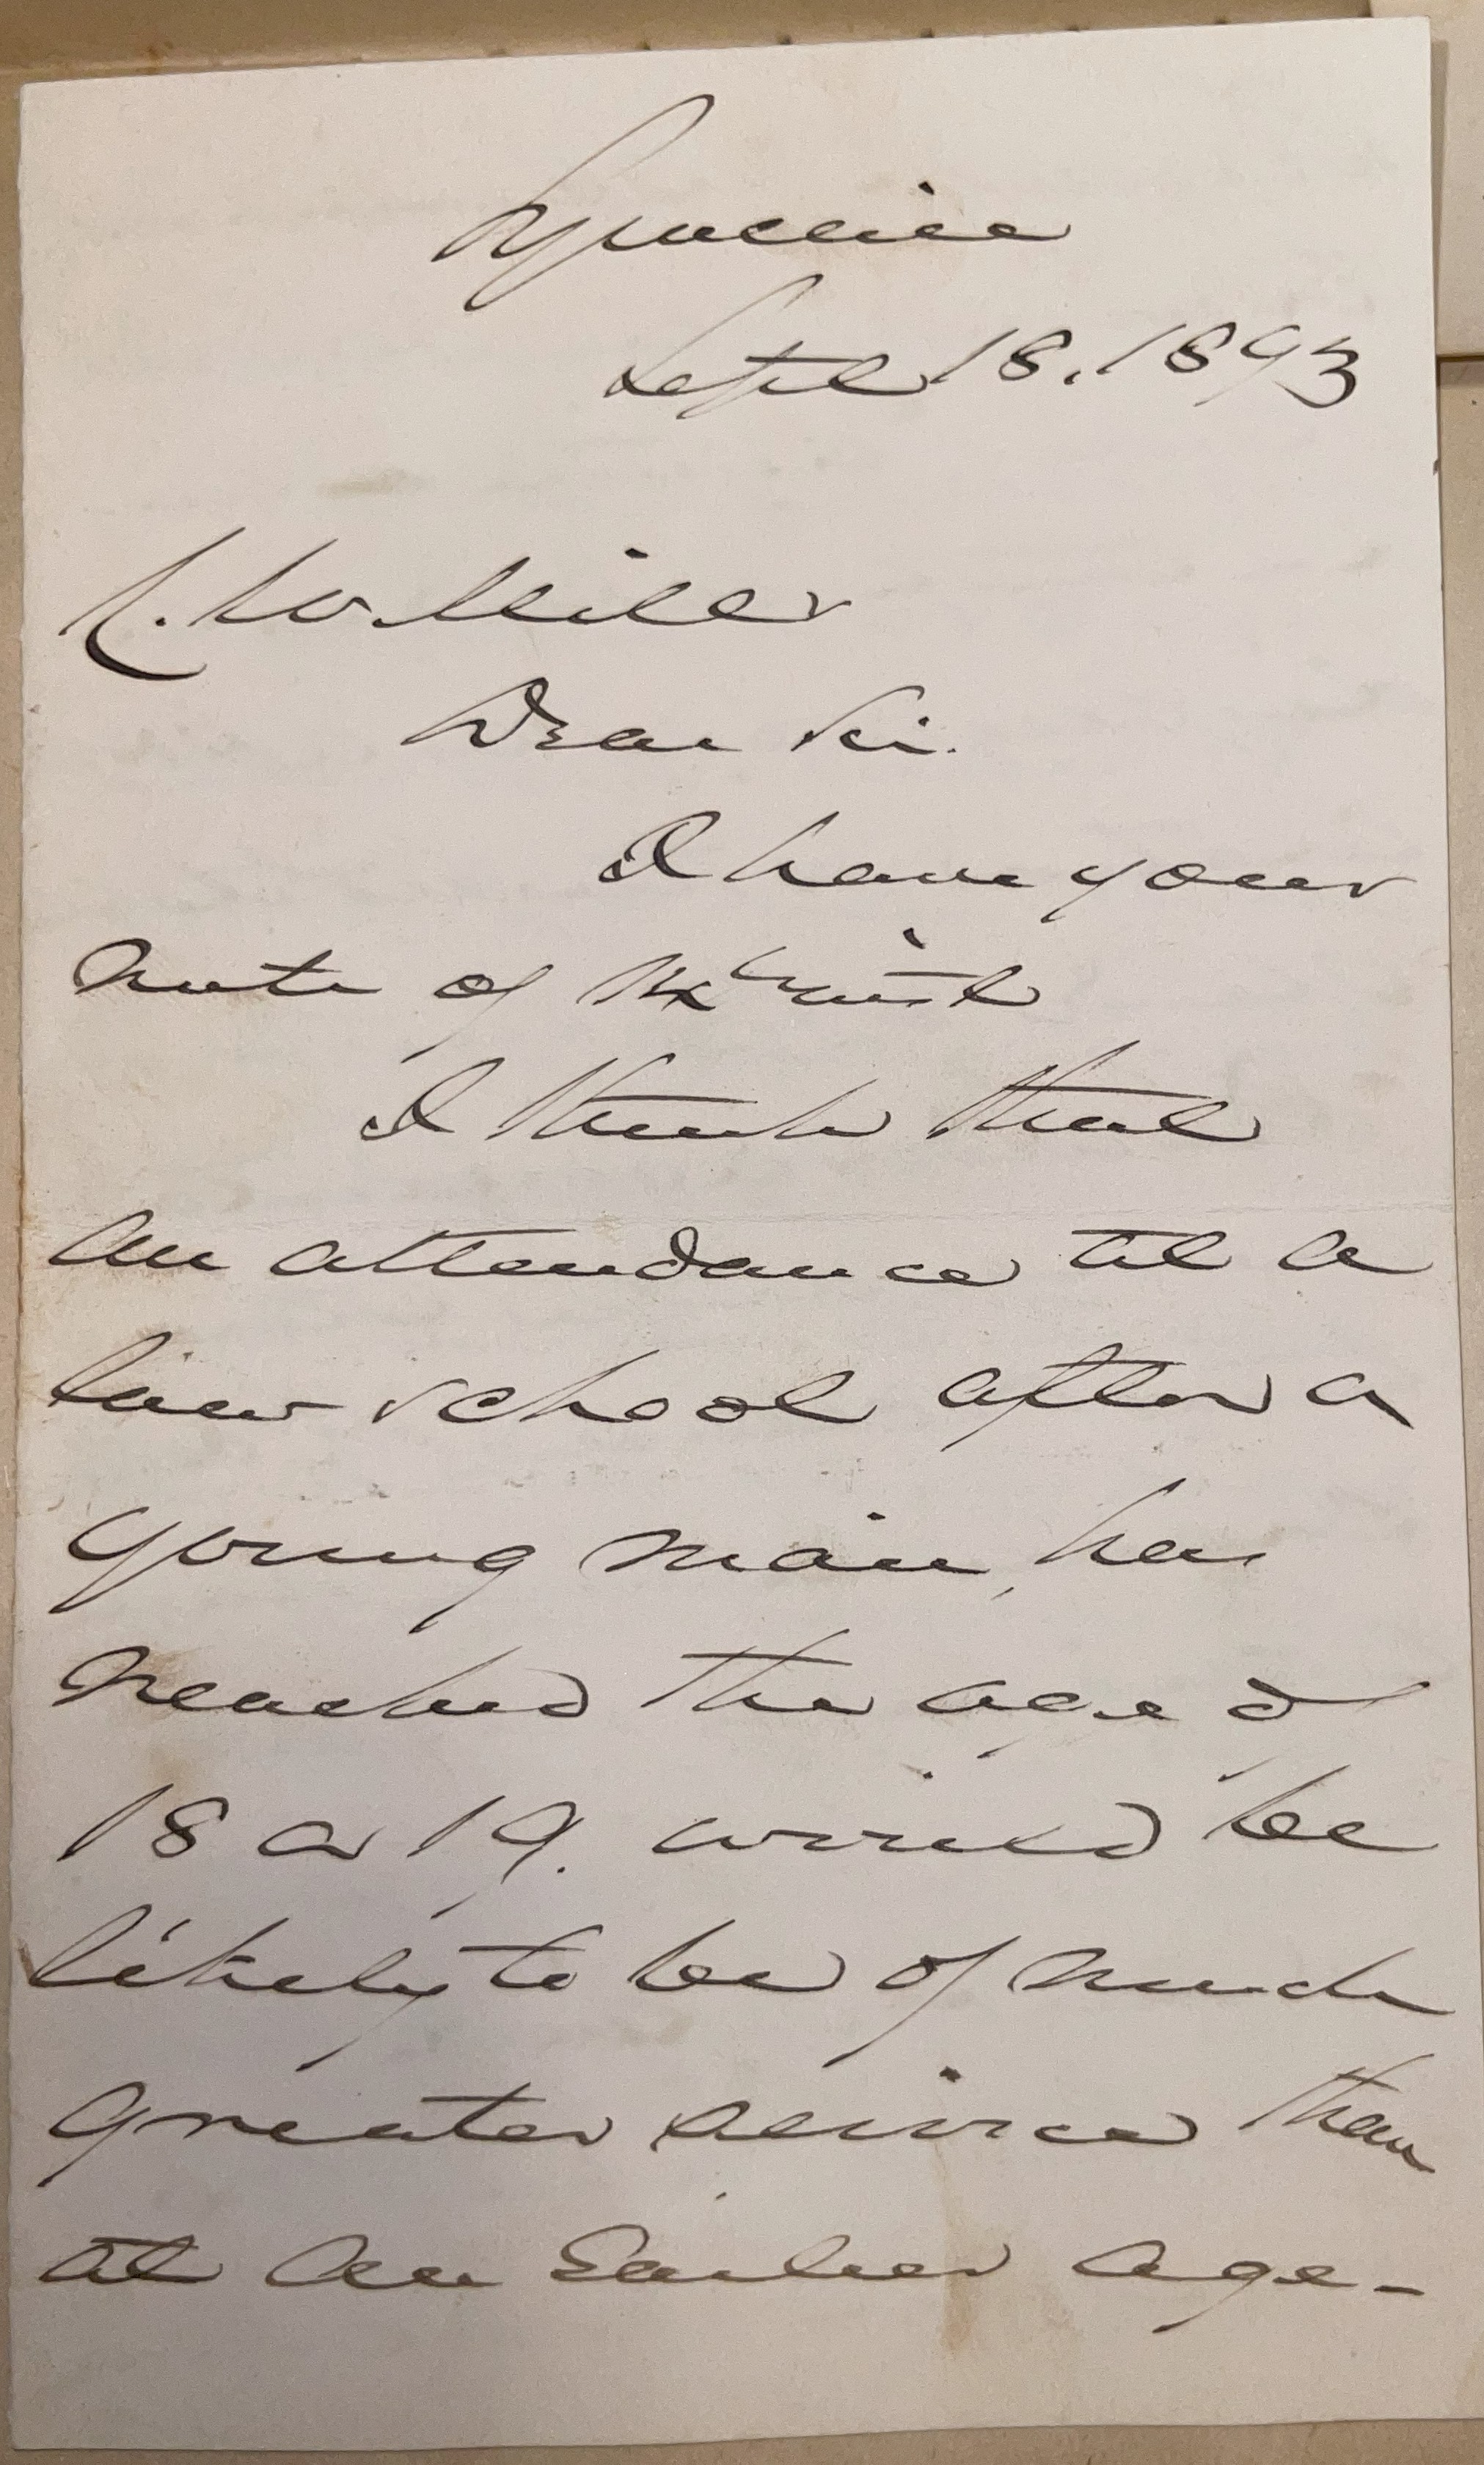 Syracuse
Sept 18. 1893
C. W. Miller
Dear Sir.
I have your
note of inst
I think that
an attendance at a
law school after a
young man has
reached the age of
18 or 19. would be
likely to be of much
greater service than
at an Earlier age-